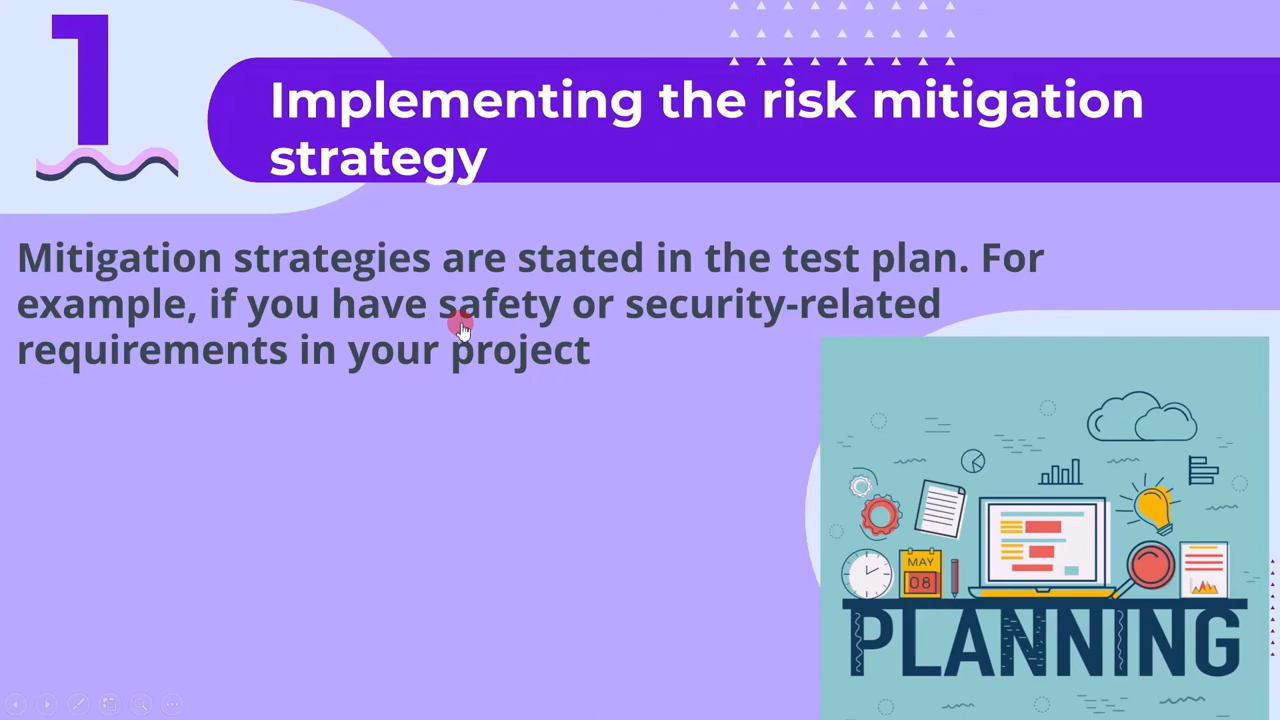 1
Implementing the risk mitigation
strategy
Mitigation strategies are stated in the test plan. For
example, if you have safety or security-related
requirements in your project
MAY
08
PLANNING